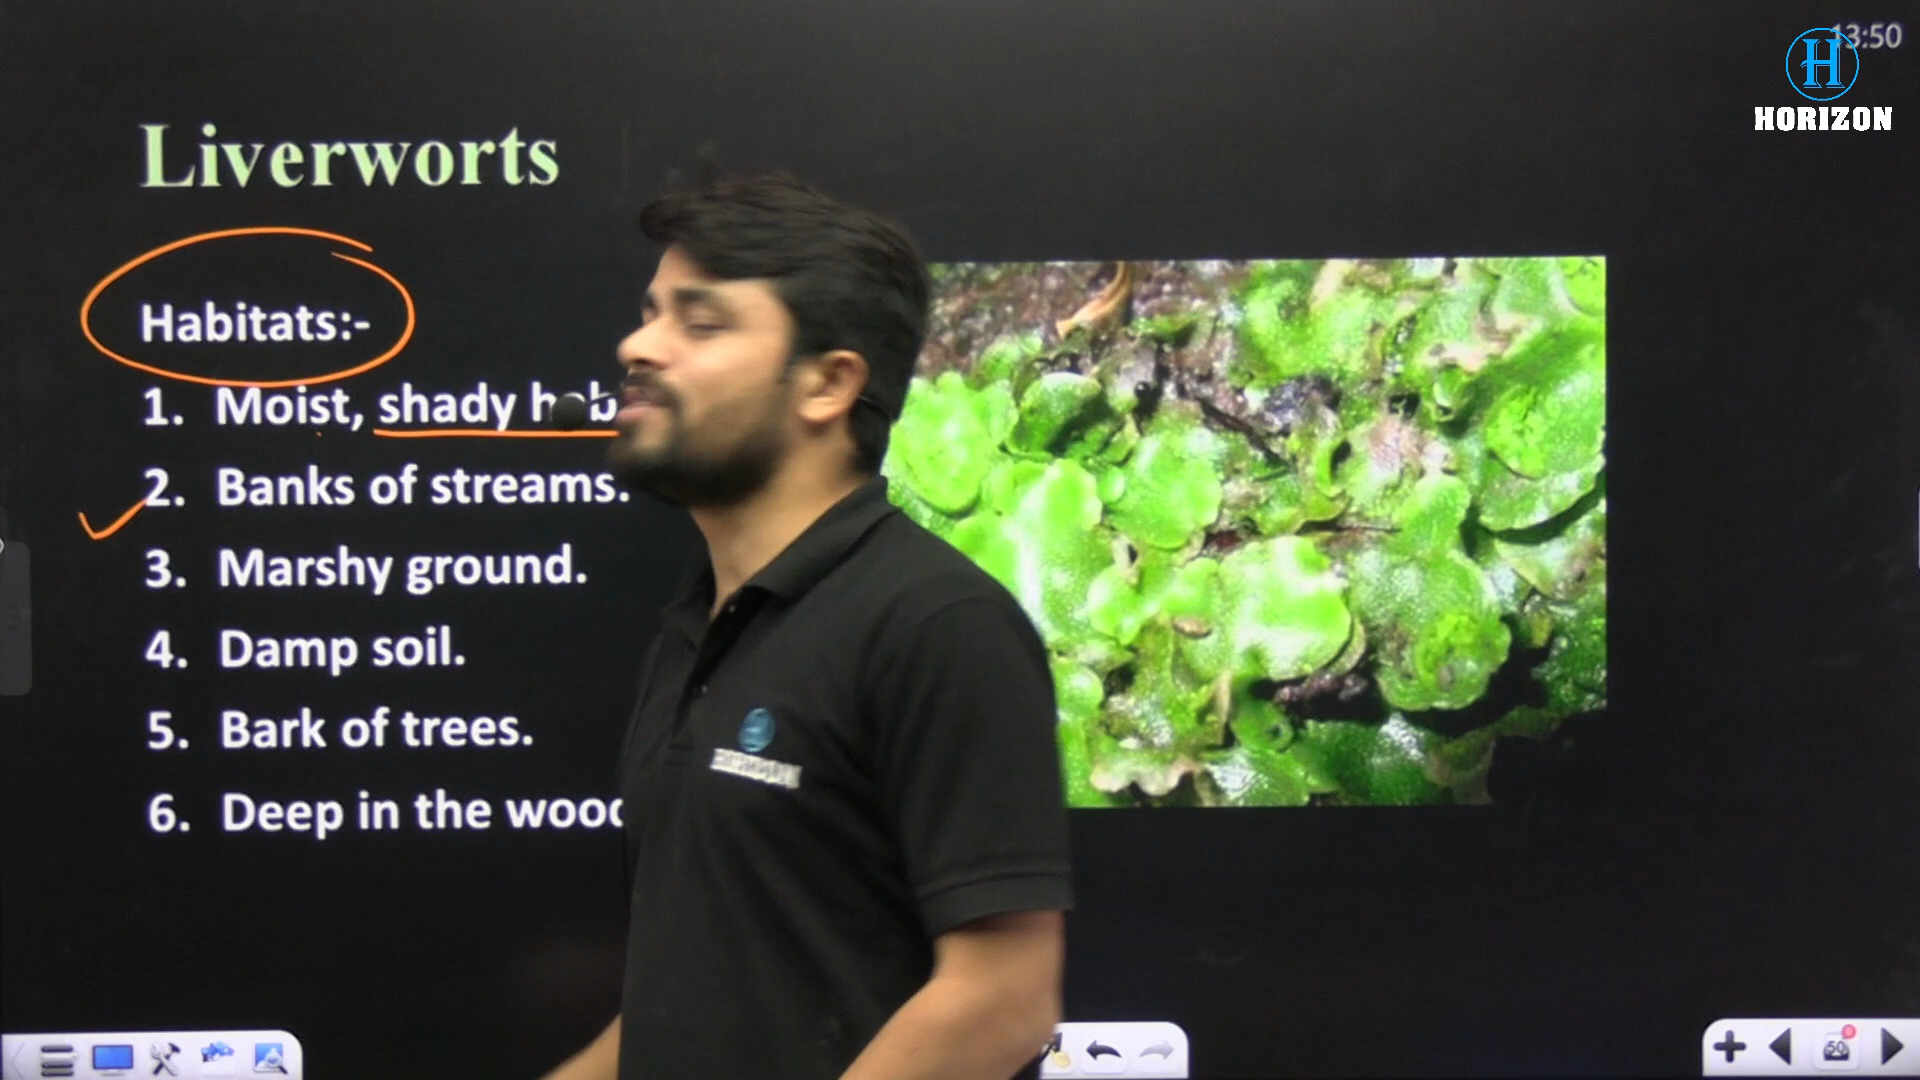 13:50
H
HORIZON
Liverworts
Habitats:-
1. Moist, shady
2. Banks of streams.
3. Marshy ground.
4. Damp soil.
5. Bark of trees.
6. Deep in the
50